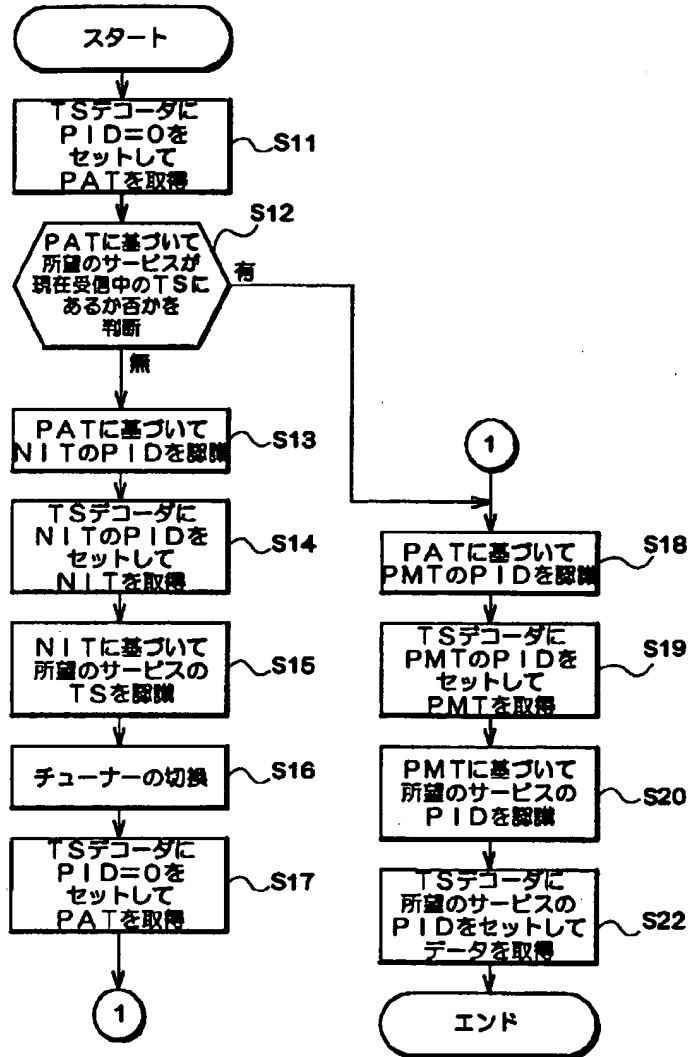 スタート
TSデコーダに
PID=0を
セットして
PATを取得
S11
S12
PATに基づいて
所望のサービスが
現在受信中のTSに
あるか否かを
判断
有
無
PATに基づいて
NITのPIDを認識
S13
TSデコーダに
NITのPIDを
セットして
NITを取得
S14
NITに基づいて
所望のサービスの
TSを認識
S15
チューナーの切換
S16
TSデコーダに
PID=0を
セットして
PATを取得
S17
1
1
PATに基づいて
PMTのPIDを認識
S18
TSデコーダに
PMTのPIDを
セットして
PMTを取得
S19
PMTに基づいて
所望のサービスの
PIDを認識
S20
TSデコーダに
所望のサービスの
PIDをセットして
データを取得
S22
エンド